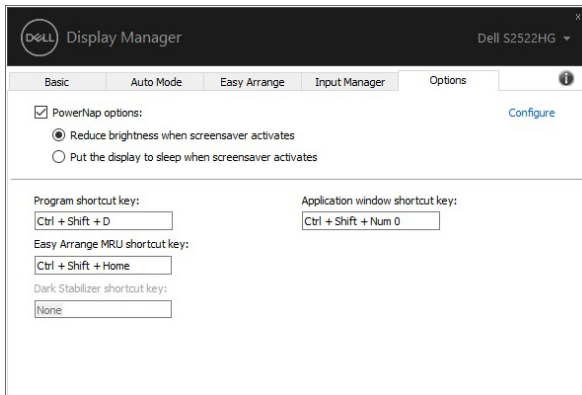 DELL Display Manager
Dell S2522HG
Basic Auto Mode Easy Arrange Input Manager Options
PowerNap options:
Configure
Reduce brightness when screensaver activates
Put the display to sleep when screensaver activates
Program shortcut key:
Application window shortcut key:
Ctrl + Shift + D
Ctrl + Shift + Num 0
Easy Arrange MRU shortcut key:
Ctrl + Shift + Home
Dark Stabilizer shortcut key:
None